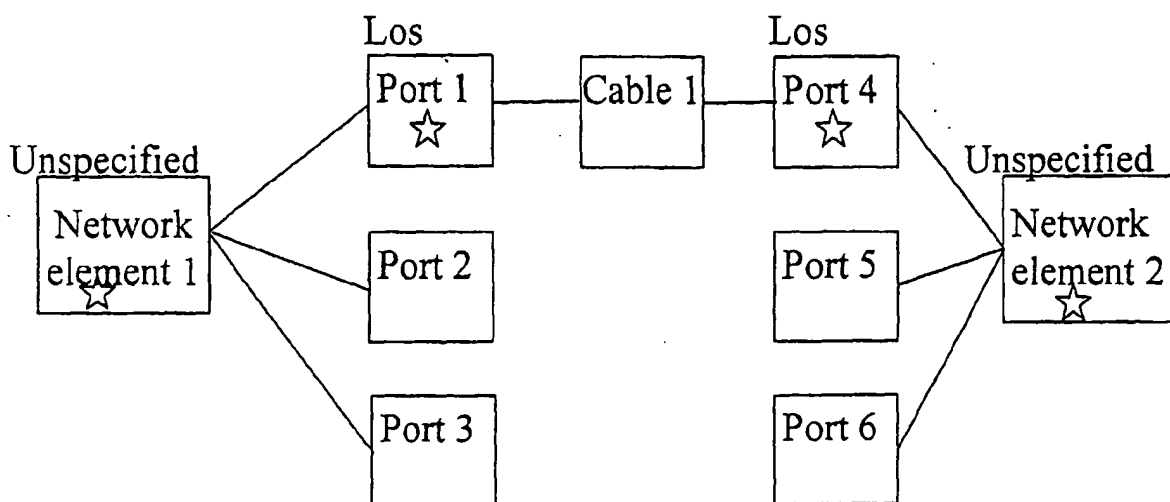 Los
Los
Port 1
Cable 1
Port 4
Unspecified
Unspecified
Network
element 1
Port 2
Port 5
Network
element 2
Port 3
Port 6